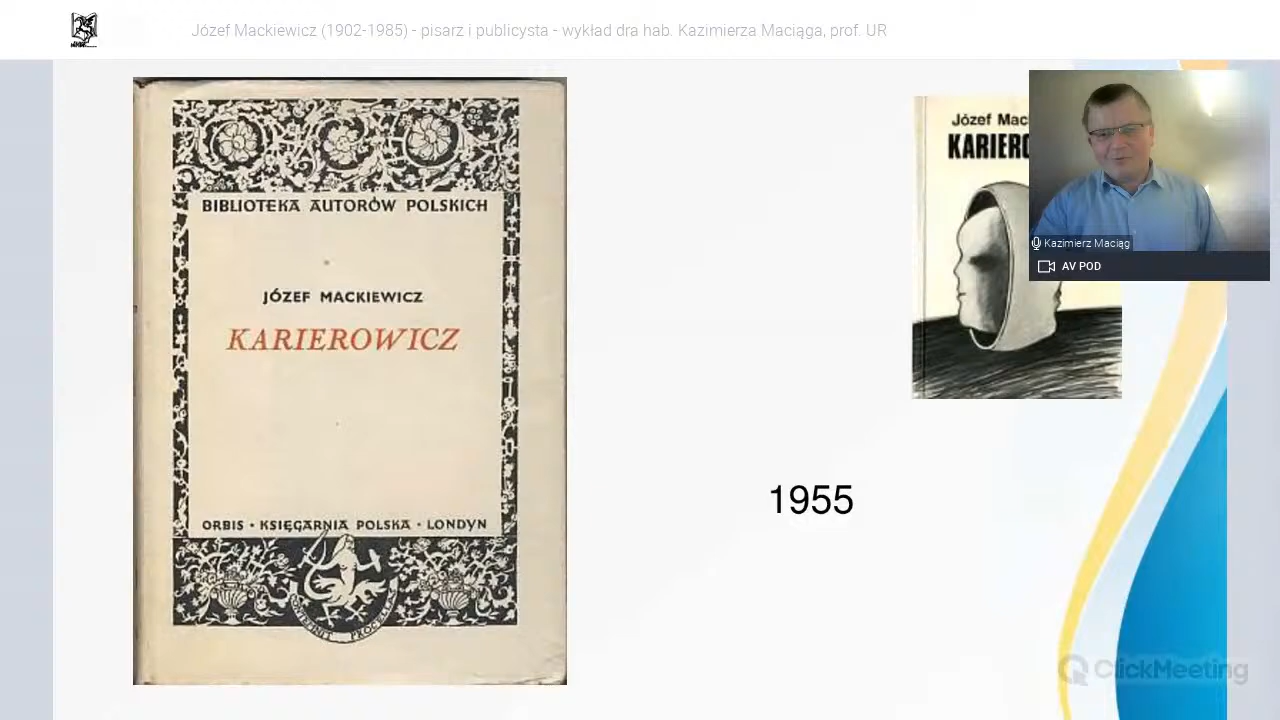 Józef Mackiewicz (1902-1985) - pisarz i publicysta - wykład dra hab. Kazimierza Maciąga, prof. UR
BIBLIOTEKA AUTORÓW POLSKICH
JÓZEF MACKIEWICZ
KARIEROWICZ
ORBIS • KSIĘGARNIA POLSKA • LONDYN
PROCELLA
Józef Mac
KARIERO
Kazimierz Maciąg
AV POD
1955
ClickMeeting